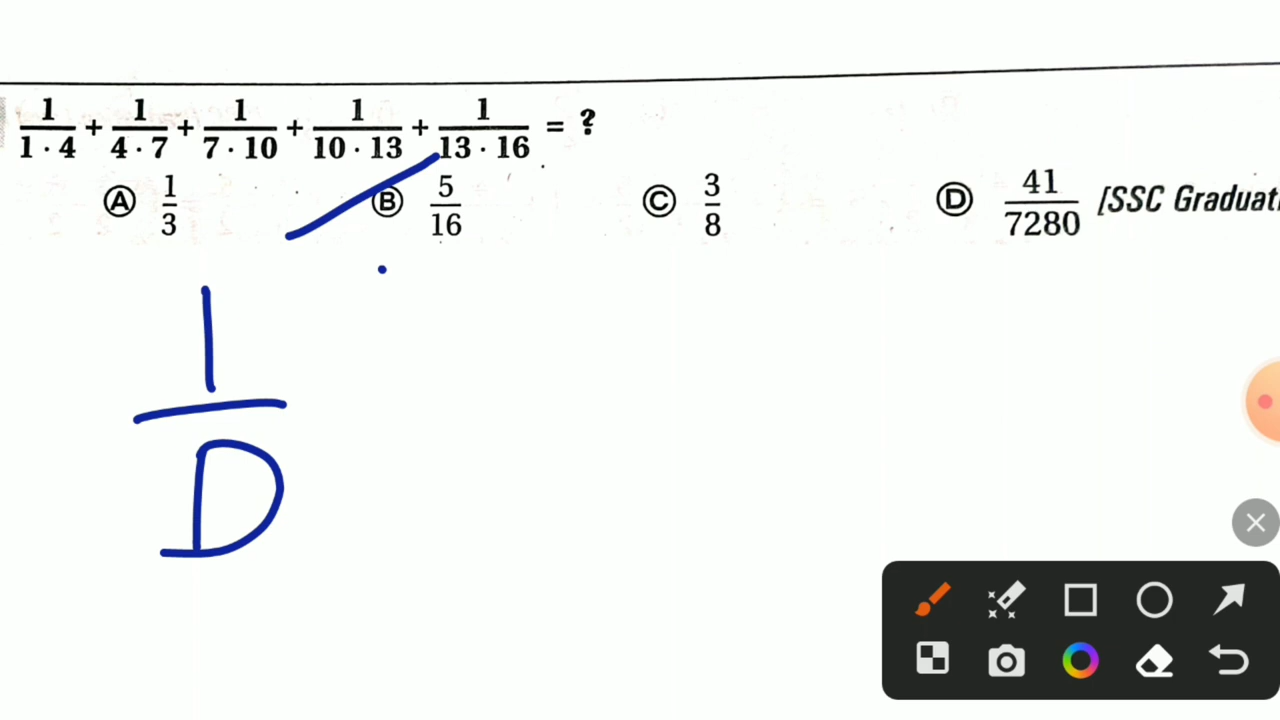 1/(1 · 4) + 1/(4 · 7) + 1/(7 · 10) + 1/(10 · 13) + 1/(13 · 16) = ?
Ⓐ 1/3 Ⓑ 5/16 Ⓒ 3/8 Ⓓ 41/7280 [SSC Graduat
1/D